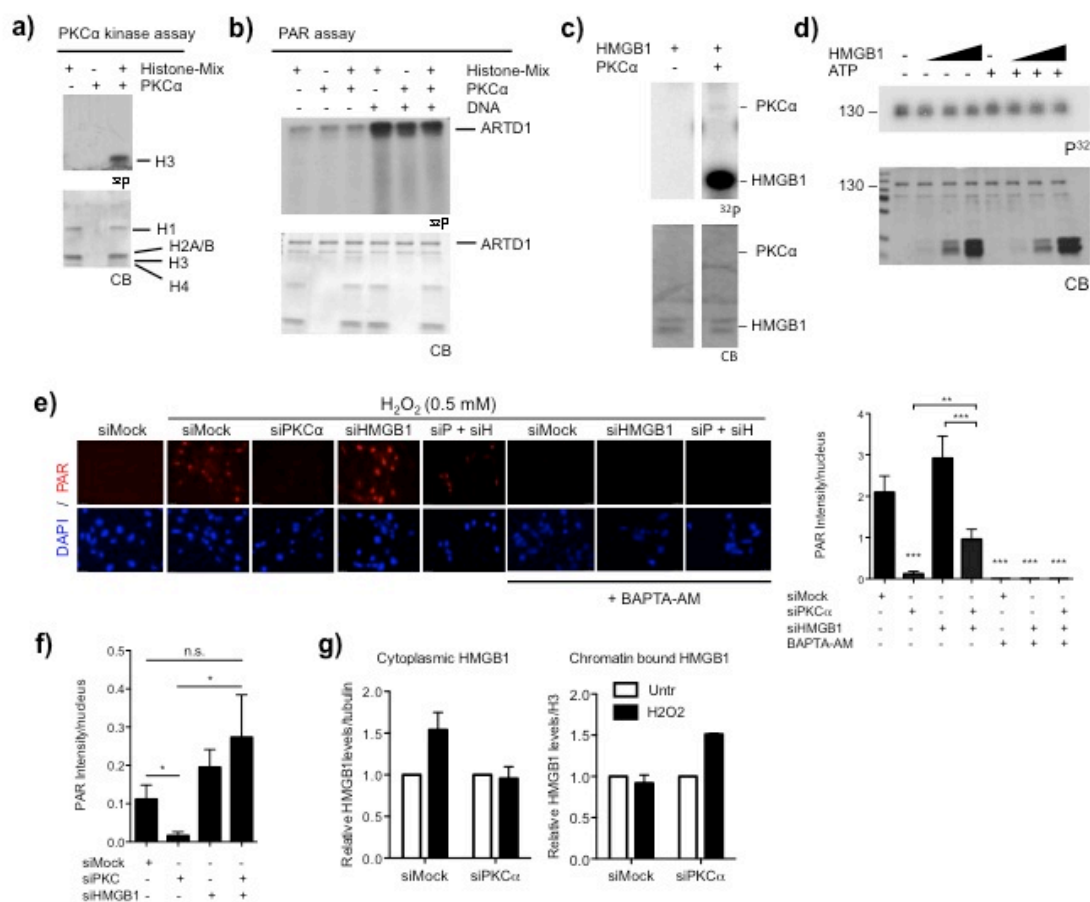 a)
PKCα kinase assay
+ - + Histone-Mix
- + + PKCα
H3
32P
H1
H2A/B
H3
H4
CB
b)
PAR assay
+ - + + - + Histone-Mix
- + + - + + PKCα
- - - + + + DNA
ARTD1
32P
ARTD1
CB
c)
HMGB1 + +
PKCα - +
PKCα
HMGB1
32P
PKCα
HMGB1
CB
d)
HMGB1 - -
ATP - - - - + + + +
130
P32
130
CB
e)
H2O2 (0.5 mM)
siMock siMock siPKCα siHMGB1 siP + siH siMock siHMGB1 siP + siH
DAPI / PAR
+ BAPTA-AM
PAR Intensity/nucleus
4
3
2
1
0
**
***
*** *** *** ***
siMock + - - - + - -
siPKCα - + - + - - +
siHMGB1 - - + + - + +
BAPTA-AM - - - - + + +
f)
PAR Intensity/nucleus
0.5
0.4
0.3
0.2
0.1
0.0
n.s.
*
*
siMock + - - -
siPKC - + - +
siHMGB1 - - + +
g)
Cytoplasmic HMGB1
Relative HMGB1levels/tubulin
2.0
1.5
1.0
0.5
0.0
siMock siPKCα
Chromatin bound HMGB1
Relative HMGB1 levels/H3
2.0
1.5
1.0
0.5
0.0
Untr
H2O2
siMock siPKCα